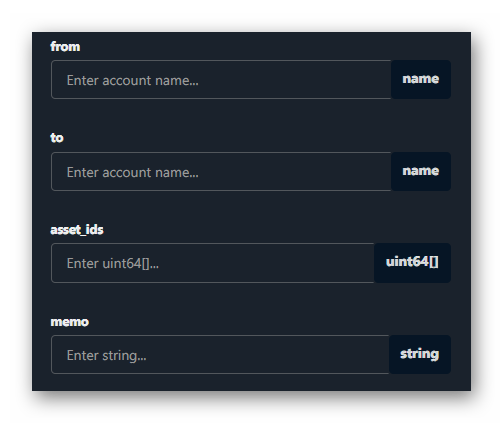 from
Enter account name... name
to
Enter account name... name
asset_ids
Enter uint64[]... uint64[]
memo
Enter string... string